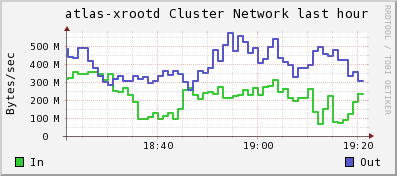 atlas-xrootd Cluster Network last hour
RRDTOOL / TOBI OETIKER
Bytes/sec
500 M
400 M
300 M
200 M
100 M
0
18:40 19:00 19:20
In Out